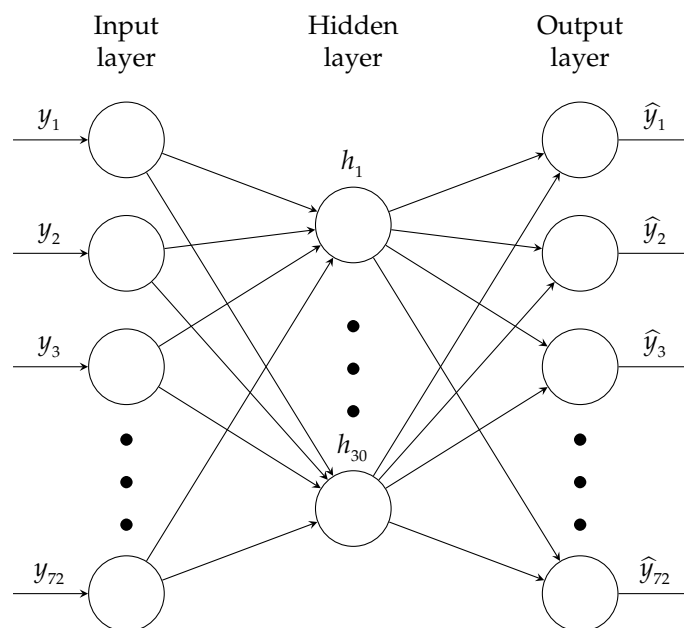 Input
layer
Hidden
layer
Output
layer
y₁
ŷ₁
h₁
y₂
ŷ₂
y₃
ŷ₃
h₃₀
y₇₂
ŷ₇₂